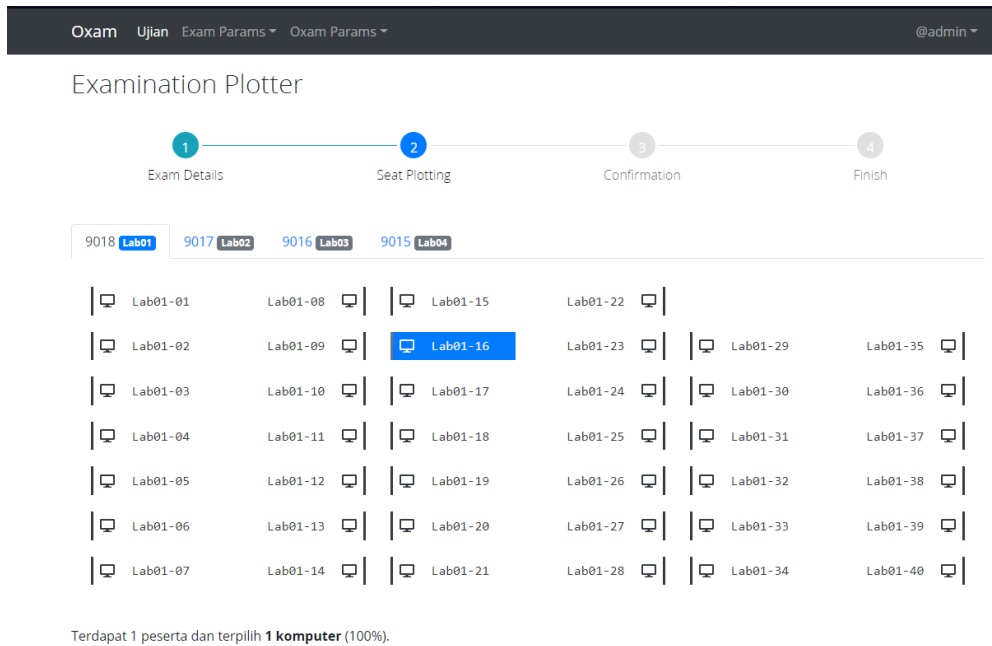 Oxam Ujian Exam Params Oxam Params @admin
Examination Plotter
1 2 3 4
Exam Details Seat Plotting Confirmation Finish
9018 Lab01 9017 Lab02 9016 Lab03 9015 Lab04
Lab01-01 Lab01-08 Lab01-15 Lab01-22
Lab01-02 Lab01-09 Lab01-16 Lab01-23 Lab01-29 Lab01-35
Lab01-03 Lab01-10 Lab01-17 Lab01-24 Lab01-30 Lab01-36
Lab01-04 Lab01-11 Lab01-18 Lab01-25 Lab01-31 Lab01-37
Lab01-05 Lab01-12 Lab01-19 Lab01-26 Lab01-32 Lab01-38
Lab01-06 Lab01-13 Lab01-20 Lab01-27 Lab01-33 Lab01-39
Lab01-07 Lab01-14 Lab01-21 Lab01-28 Lab01-34 Lab01-40
Terdapat 1 peserta dan terpilih 1 komputer (100%).